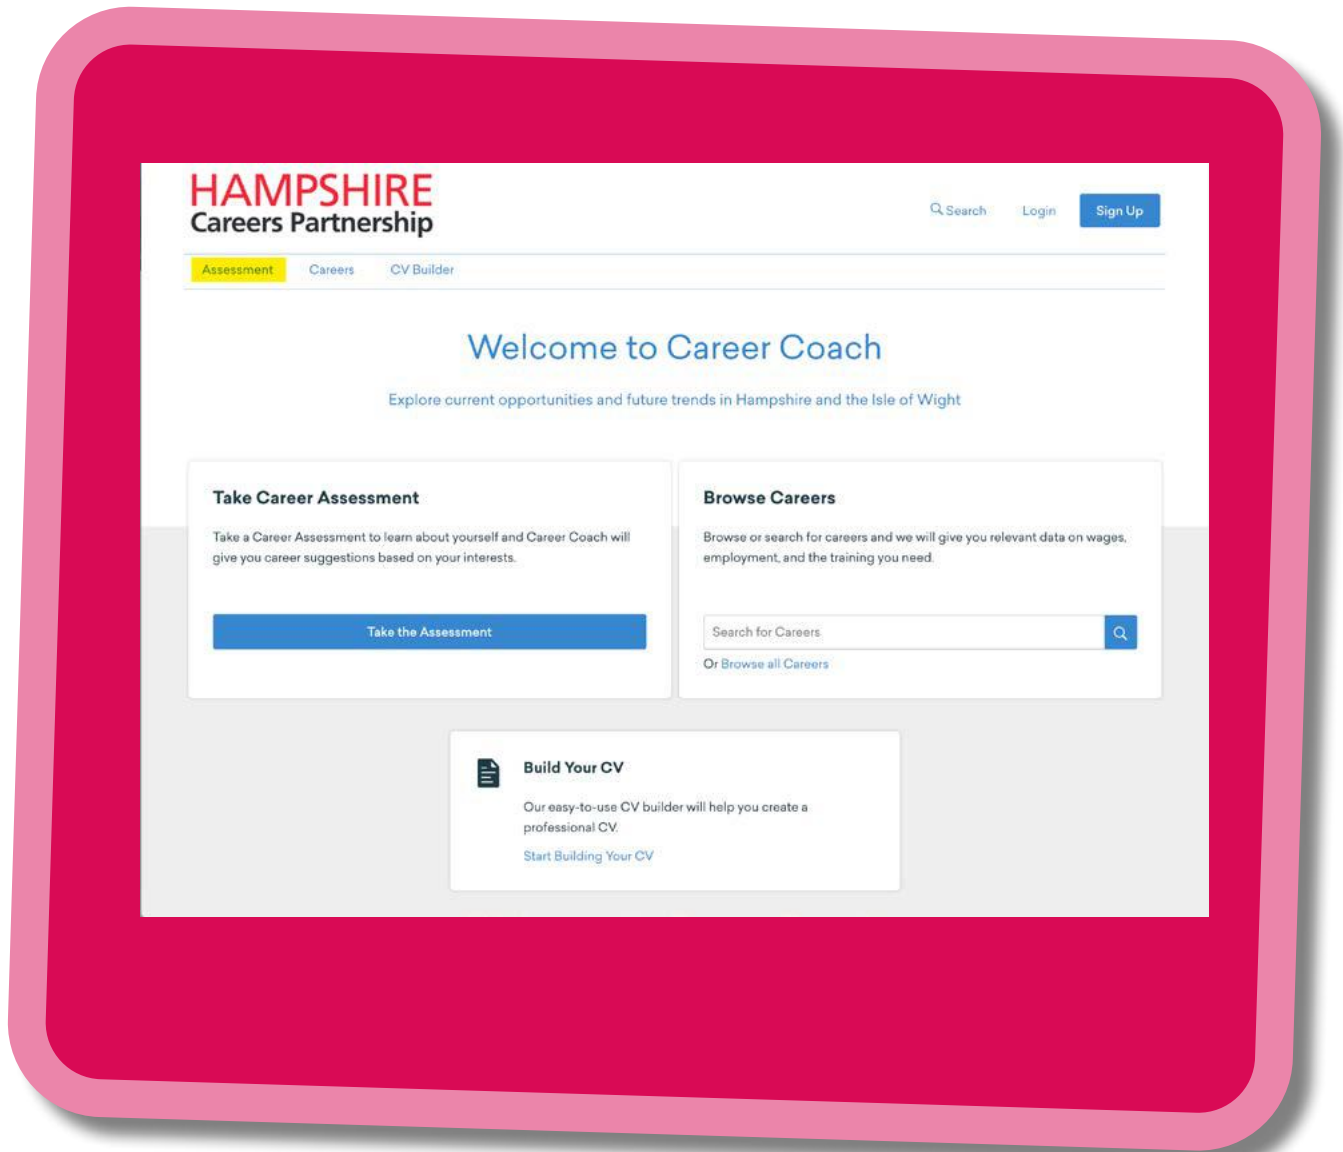 HAMPSHIRE
Careers Partnership
Search Login Sign Up
Assessment Careers CV Builder
Welcome to Career Coach
Explore current opportunities and future trends in Hampshire and the Isle of Wight
Take Career Assessment
Take a Career Assessment to learn about yourself and Career Coach will
give you career suggestions based on your interests.
Take the Assessment
Browse Careers
Browse or search for careers and we will give you relevant data on wages,
employment, and the training you need.
Search for Careers
Or Browse all Careers
Build Your CV
Our easy-to-use CV builder will help you create a
professional CV.
Start Building Your CV